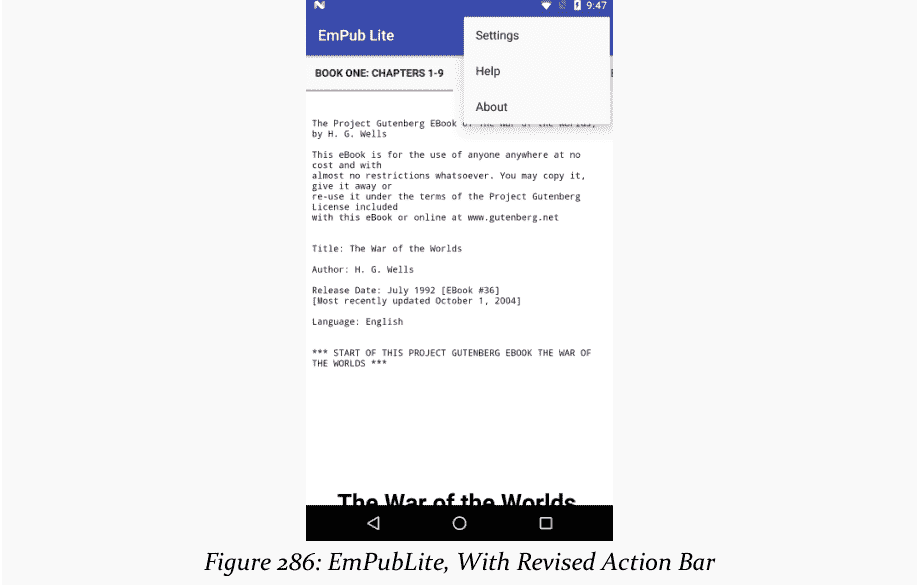 9:47
EmPub Lite
Settings
Help
About
BOOK ONE: CHAPTERS 1-9
The Project Gutenberg EBook of The War of the Worlds,
by H. G. Wells
This eBook is for the use of anyone anywhere at no
cost and with
almost no restrictions whatsoever. You may copy it,
give it away or
re-use it under the terms of the Project Gutenberg
License included
with this eBook or online at www.gutenberg.net
Title: The War of the Worlds
Author: H. G. Wells
Release Date: July 1992 [EBook #36]
[Most recently updated October 1, 2004]
Language: English
*** START OF THIS PROJECT GUTENBERG EBOOK THE WAR OF
THE WORLDS ***
The War of the Worlds
Figure 286: EmPubLite, With Revised Action Bar